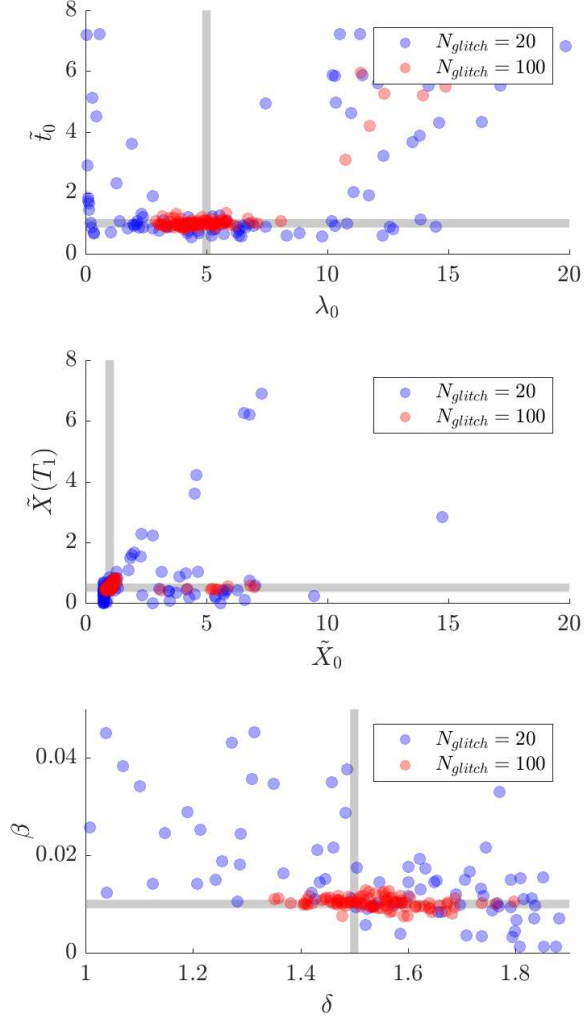 8
6
4
2
0
t̃₀
N_glitch = 20
N_glitch = 100
0 5 10 15 20
λ₀
8
6
4
2
0
X̃(T₁)
N_glitch = 20
N_glitch = 100
0 5 10 15 20
X̃₀
0.04
0.02
0
β
N_glitch = 20
N_glitch = 100
1 1.2 1.4 1.6 1.8
δ